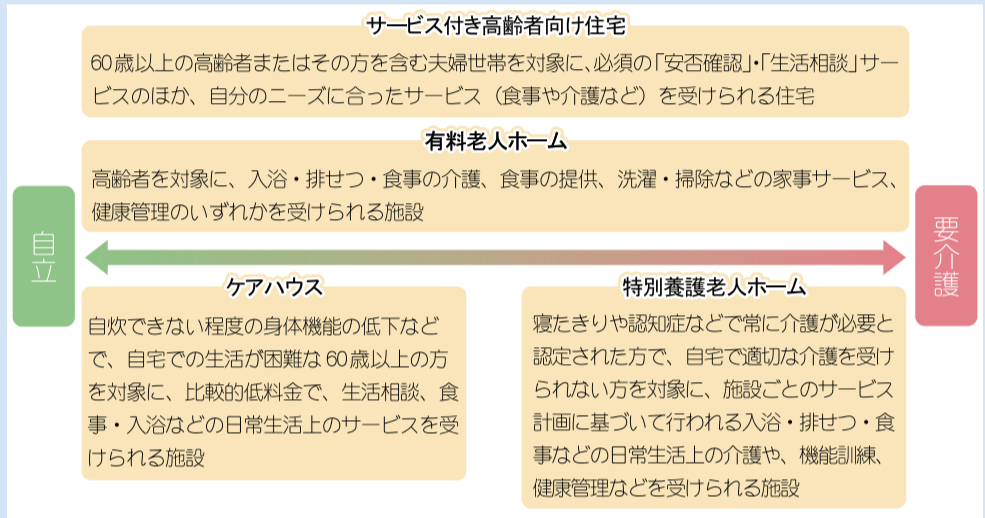 サービス付き高齢者向け住宅
60歳以上の高齢者またはその方を含む夫婦世帯を対象に、必須の「安否確認」・「生活相談」サー
ビスのほか、自分のニーズに合ったサービス（食事や介護など）を受けられる住宅
有料老人ホーム
高齢者を対象に、入浴・排せつ・食事の介護、食事の提供、洗濯・掃除などの家事サービス、
健康管理のいずれかを受けられる施設
自立
要介護
ケアハウス
自炊できない程度の身体機能の低下など
で、自宅での生活が困難な60歳以上の方
を対象に、比較的低料金で、生活相談、食
事・入浴などの日常生活上のサービスを受
けられる施設
特別養護老人ホーム
寝たきりや認知症などで常に介護が必要と
認定された方で、自宅で適切な介護を受け
られない方を対象に、施設ごとのサービス
計画に基づいて行われる入浴・排せつ・食
事などの日常生活上の介護や、機能訓練、
健康管理などを受けられる施設